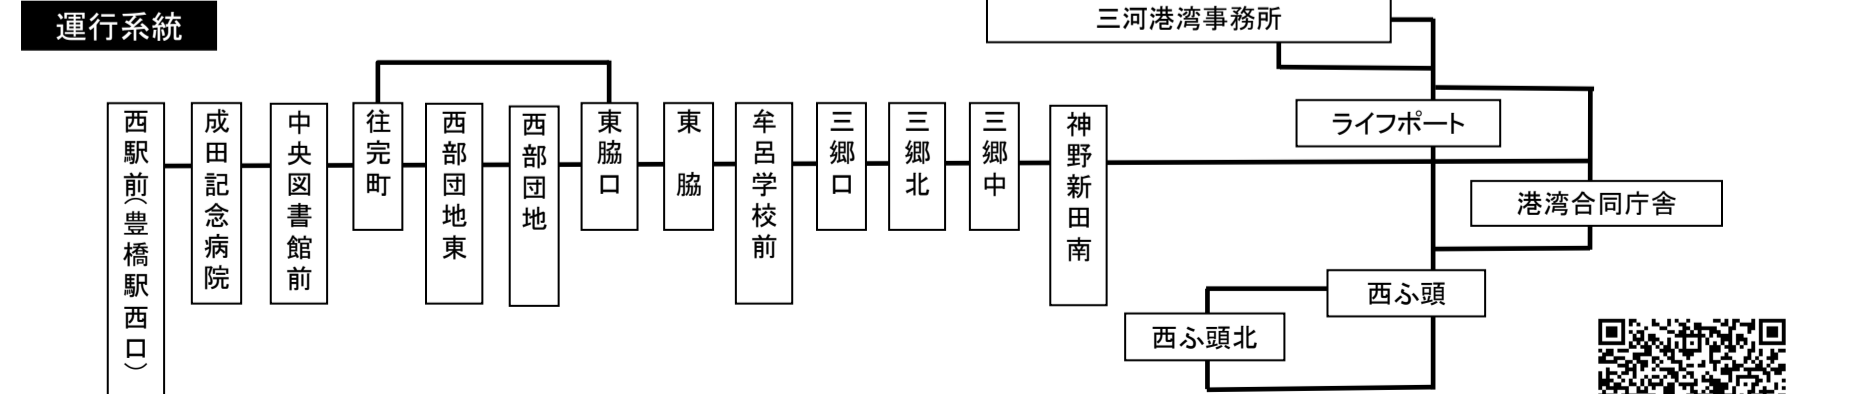 運行系統
三河港湾事務所
西駅前（豊橋駅西口）
成田記念病院
中央図書館前
往完町
西部団地東
西部団地
東脇口
東脇
牟呂学校前
三郷口
三郷北
三郷中
神野新田南
ライフポート
港湾合同庁舎
西ふ頭
西ふ頭北